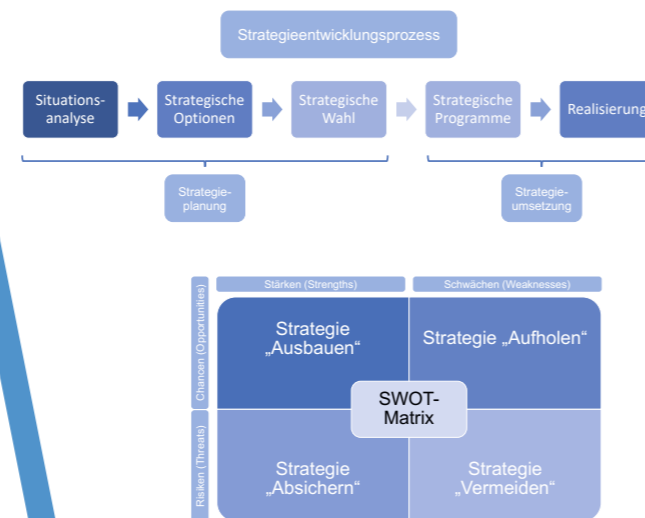 Strategieentwicklungsprozess
Situations-
analyse
Strategische
Optionen
Strategische
Wahl
Strategische
Programme
Realisierung
Strategie-
planung
Strategie-
umsetzung
Stärken (Strengths)
Schwächen (Weaknesses)
Chancen (Opportunities)
Strategie
„Ausbauen“
Strategie „Aufholen“
SWOT-
Matrix
Risiken (Threats)
Strategie
„Absichern“
Strategie
„Vermeiden“